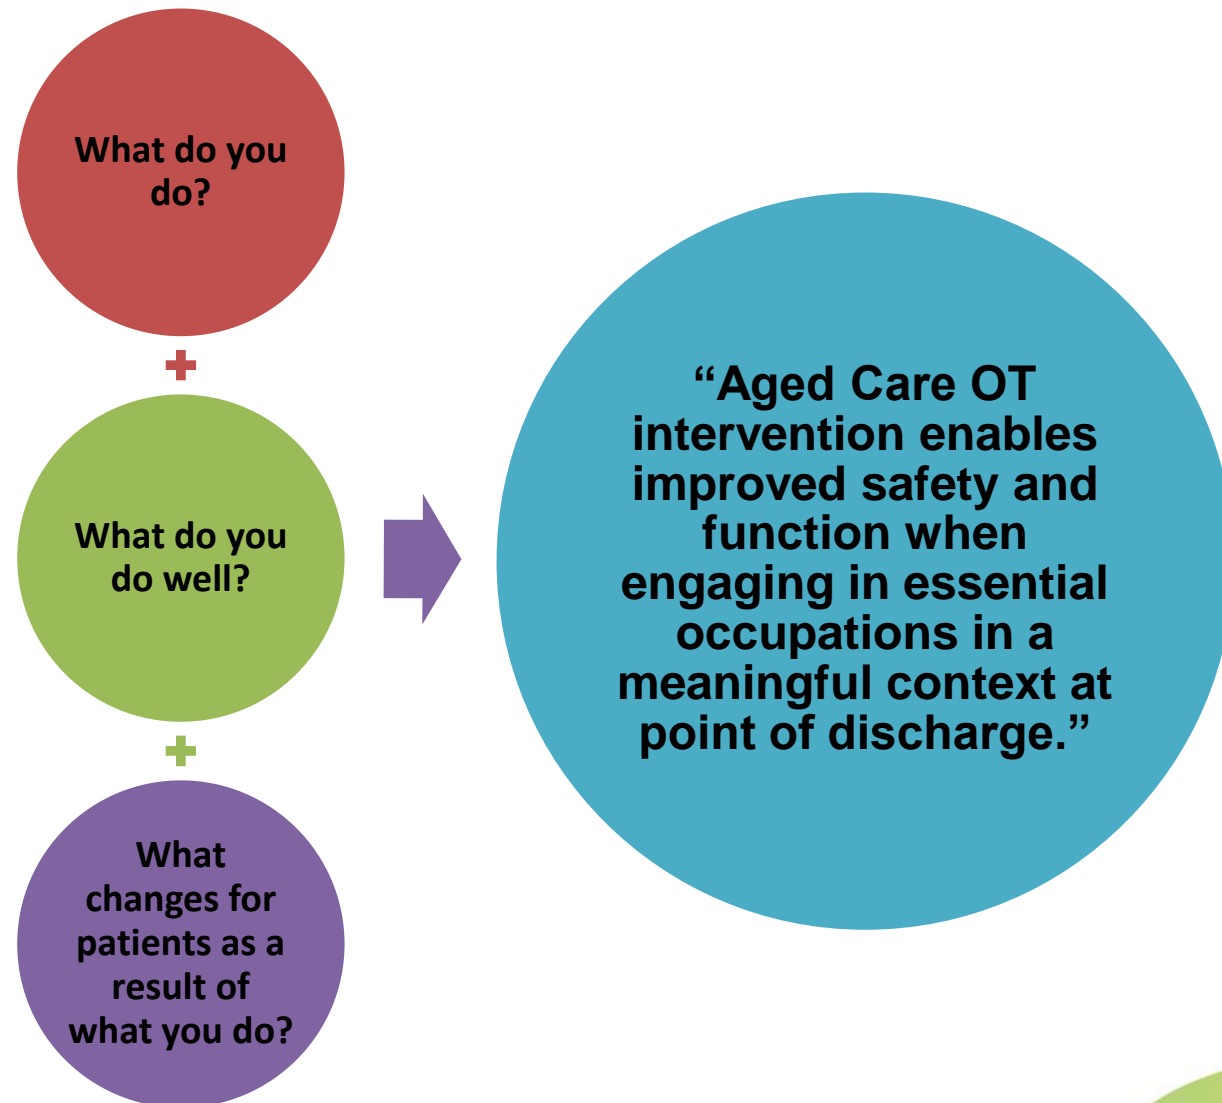 What do you
do?
What do you
do well?
What
changes for
patients as a
result of
what you do?
“Aged Care OT
intervention enables
improved safety and
function when
engaging in essential
occupations in a
meaningful context at
point of discharge.”